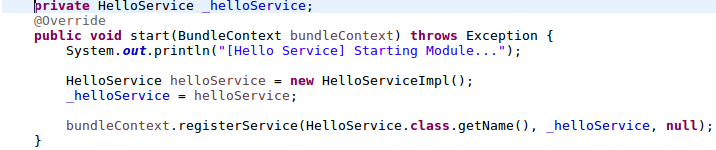 private HelloService _helloService;
@Override
public void start(BundleContext bundleContext) throws Exception {
System.out.println("[Hello Service] Starting Module...");
HelloService helloService = new HelloServiceImpl();
_helloService = helloService;
bundleContext.registerService(HelloService.class.getName(), _helloService, null);
}